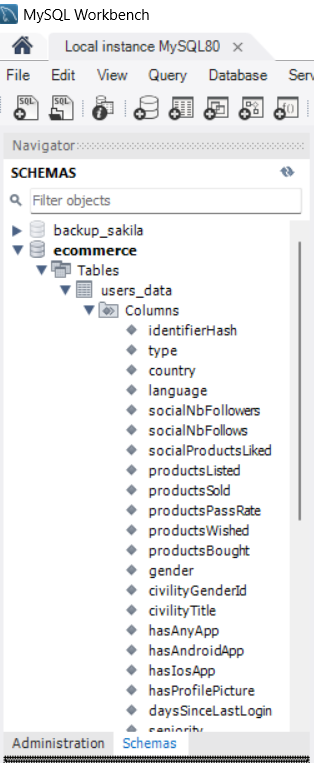 MySQL Workbench
Local instance MySQL80
File Edit View Query Database Serv
SQL SQL
Navigator
SCHEMAS
Filter objects
backup_sakila
ecommerce
Tables
users_data
Columns
identifierHash
type
country
language
socialNbFollowers
socialNbFollows
socialProductsLiked
productsListed
productsSold
productsPassRate
productsWished
productsBought
gender
civilityGenderId
civilityTitle
hasAnyApp
hasAndroidApp
hasIosApp
hasProfilePicture
daysSinceLastLogin
seniority
Administration Schemas